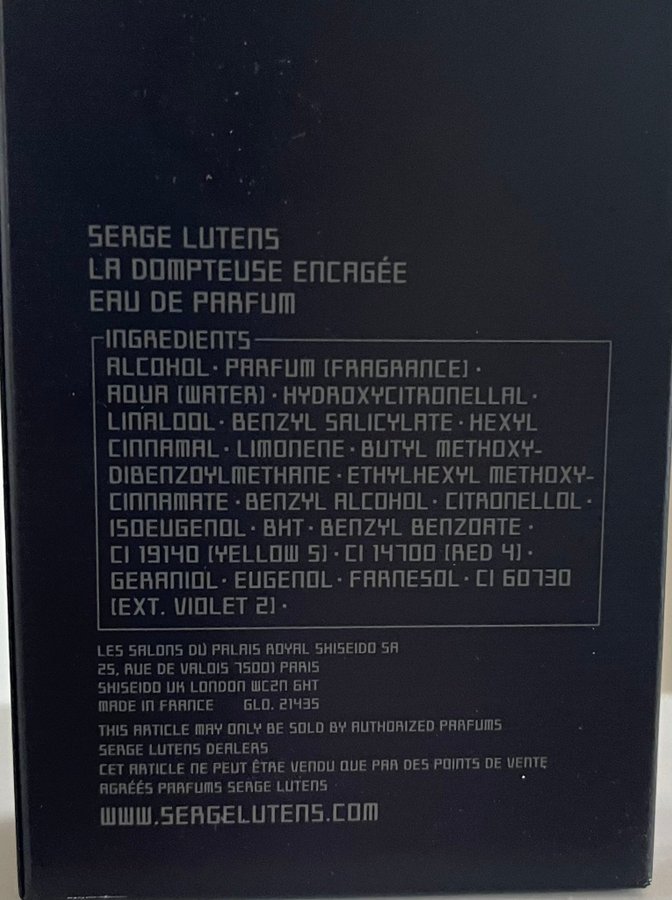 SERGE LUTENS
LA DOMPTEUSE ENCAGÉE
EAU DE PARFUM
INGREDIENTS
ALCOHOL · PARFUM (FRAGRANCE) ·
AQUA (WATER) · HYDROXYCITRONELLAL ·
LINALOOL · BENZYL SALICYLATE · HEXYL
CINNAMAL · LIMONENE · BUTYL METHOXY-
DIBENZOYLMETHANE · ETHYLHEXYL METHOXY-
CINNAMATE · BENZYL ALCOHOL · CITRONELLOL ·
ISOEUGENOL · BHT · BENZYL BENZOATE ·
CI 19140 (YELLOW 5) · CI 14700 (RED 4) ·
GERANIOL · EUGENOL · FARNESOL · CI 60730
(EXT. VIOLET 2) ·
LES SALONS DU PALAIS ROYAL SHISEIDO SA
25, RUE DE VALOIS 75001 PARIS
SHISEIDO UK LONDON WC2N 6HT
MADE IN FRANCE GLO. 21435
THIS ARTICLE MAY ONLY BE SOLD BY AUTHORIZED PARFUMS
SERGE LUTENS DEALERS
CET ARTICLE NE PEUT ÊTRE VENDU QUE PAR DES POINTS DE VENTE
AGRÉÉS PARFUMS SERGE LUTENS
WWW.SERGELUTENS.COM